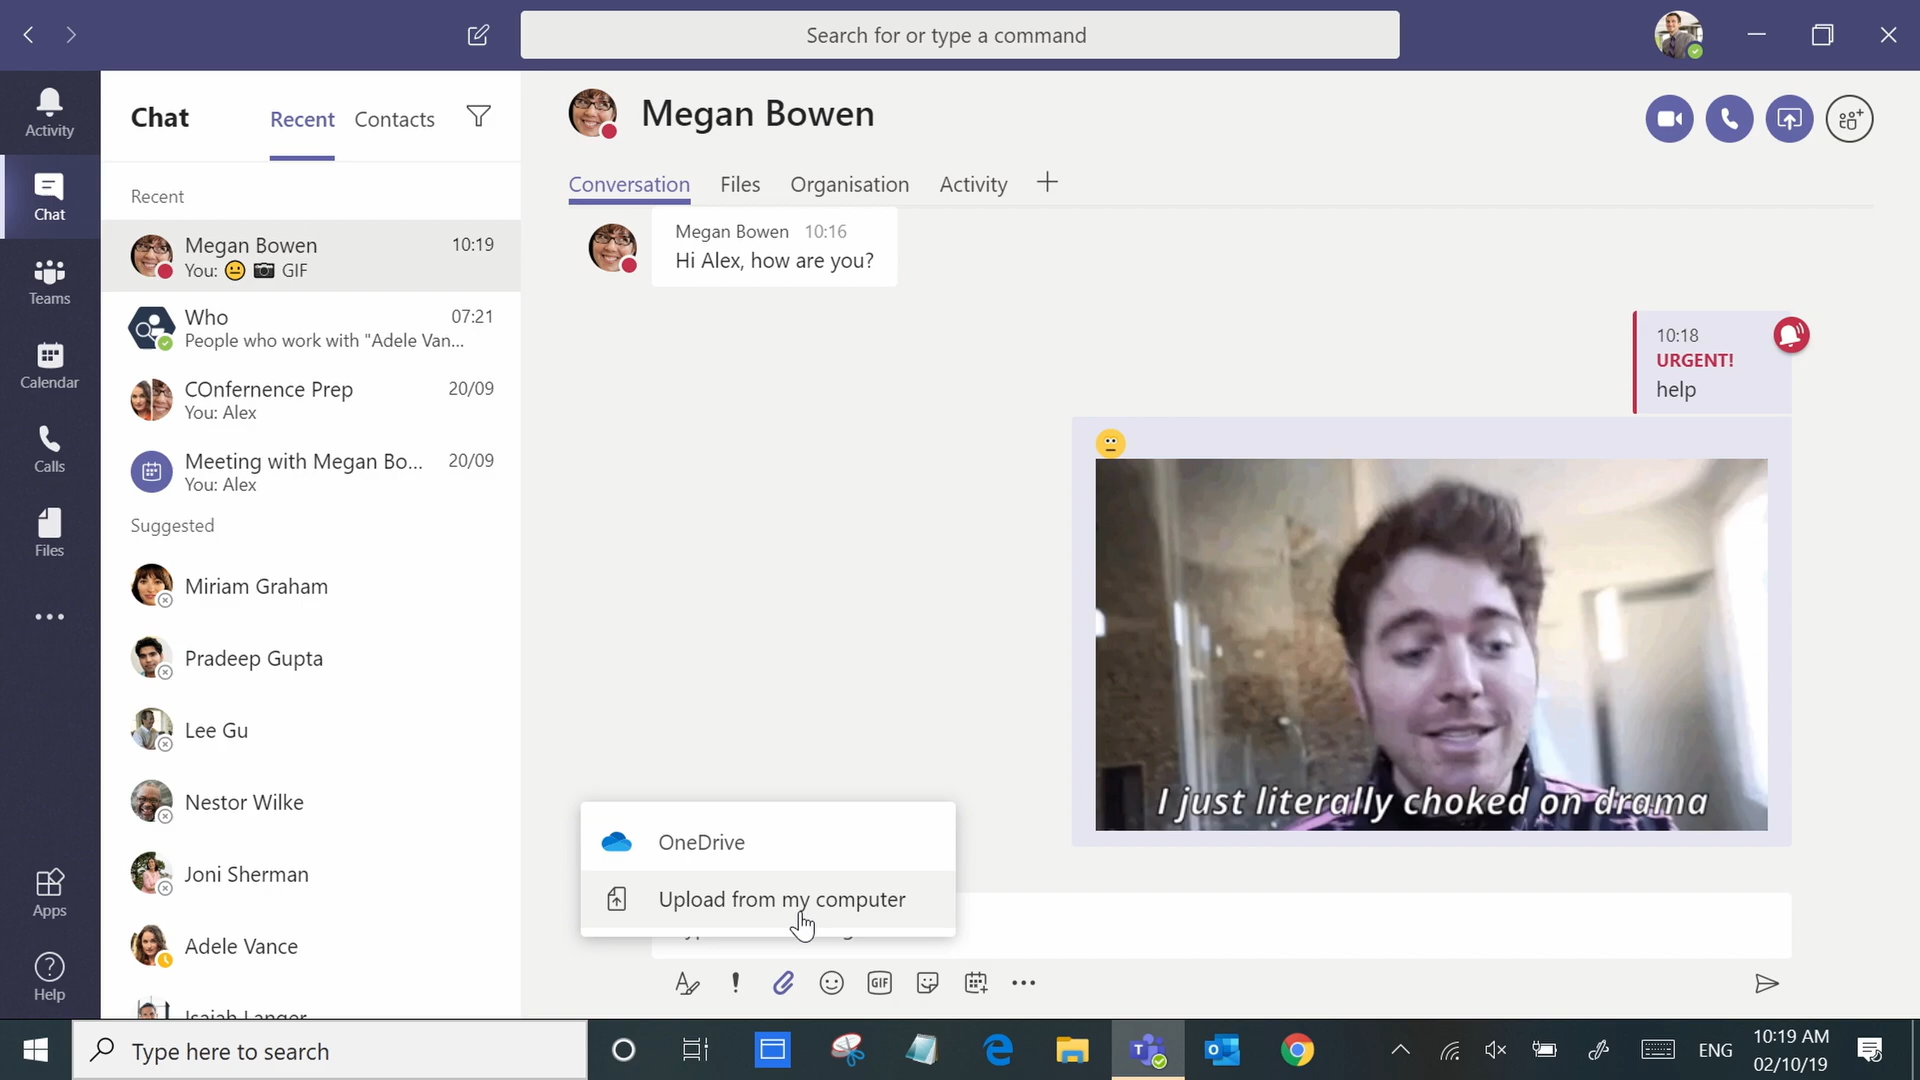 Search for or type a command
Activity
Chat
Teams
Calendar
Calls
Files
Apps
Help
Chat
Recent
Contacts
Recent
Megan Bowen 10:19
You: 😐 📷 GIF
Who 07:21
People who work with "Adele Van...
COnfernence Prep 20/09
You: Alex
Meeting with Megan Bo... 20/09
You: Alex
Suggested
Miriam Graham
Pradeep Gupta
Lee Gu
Nestor Wilke
Joni Sherman
Adele Vance
Isaiah Langer
Megan Bowen
Conversation Files Organisation Activity
Megan Bowen 10:16
Hi Alex, how are you?
10:18
URGENT!
help
I just literally choked on drama
OneDrive
Upload from my computer
GIF
Type here to search
ENG
10:19 AM
02/10/19